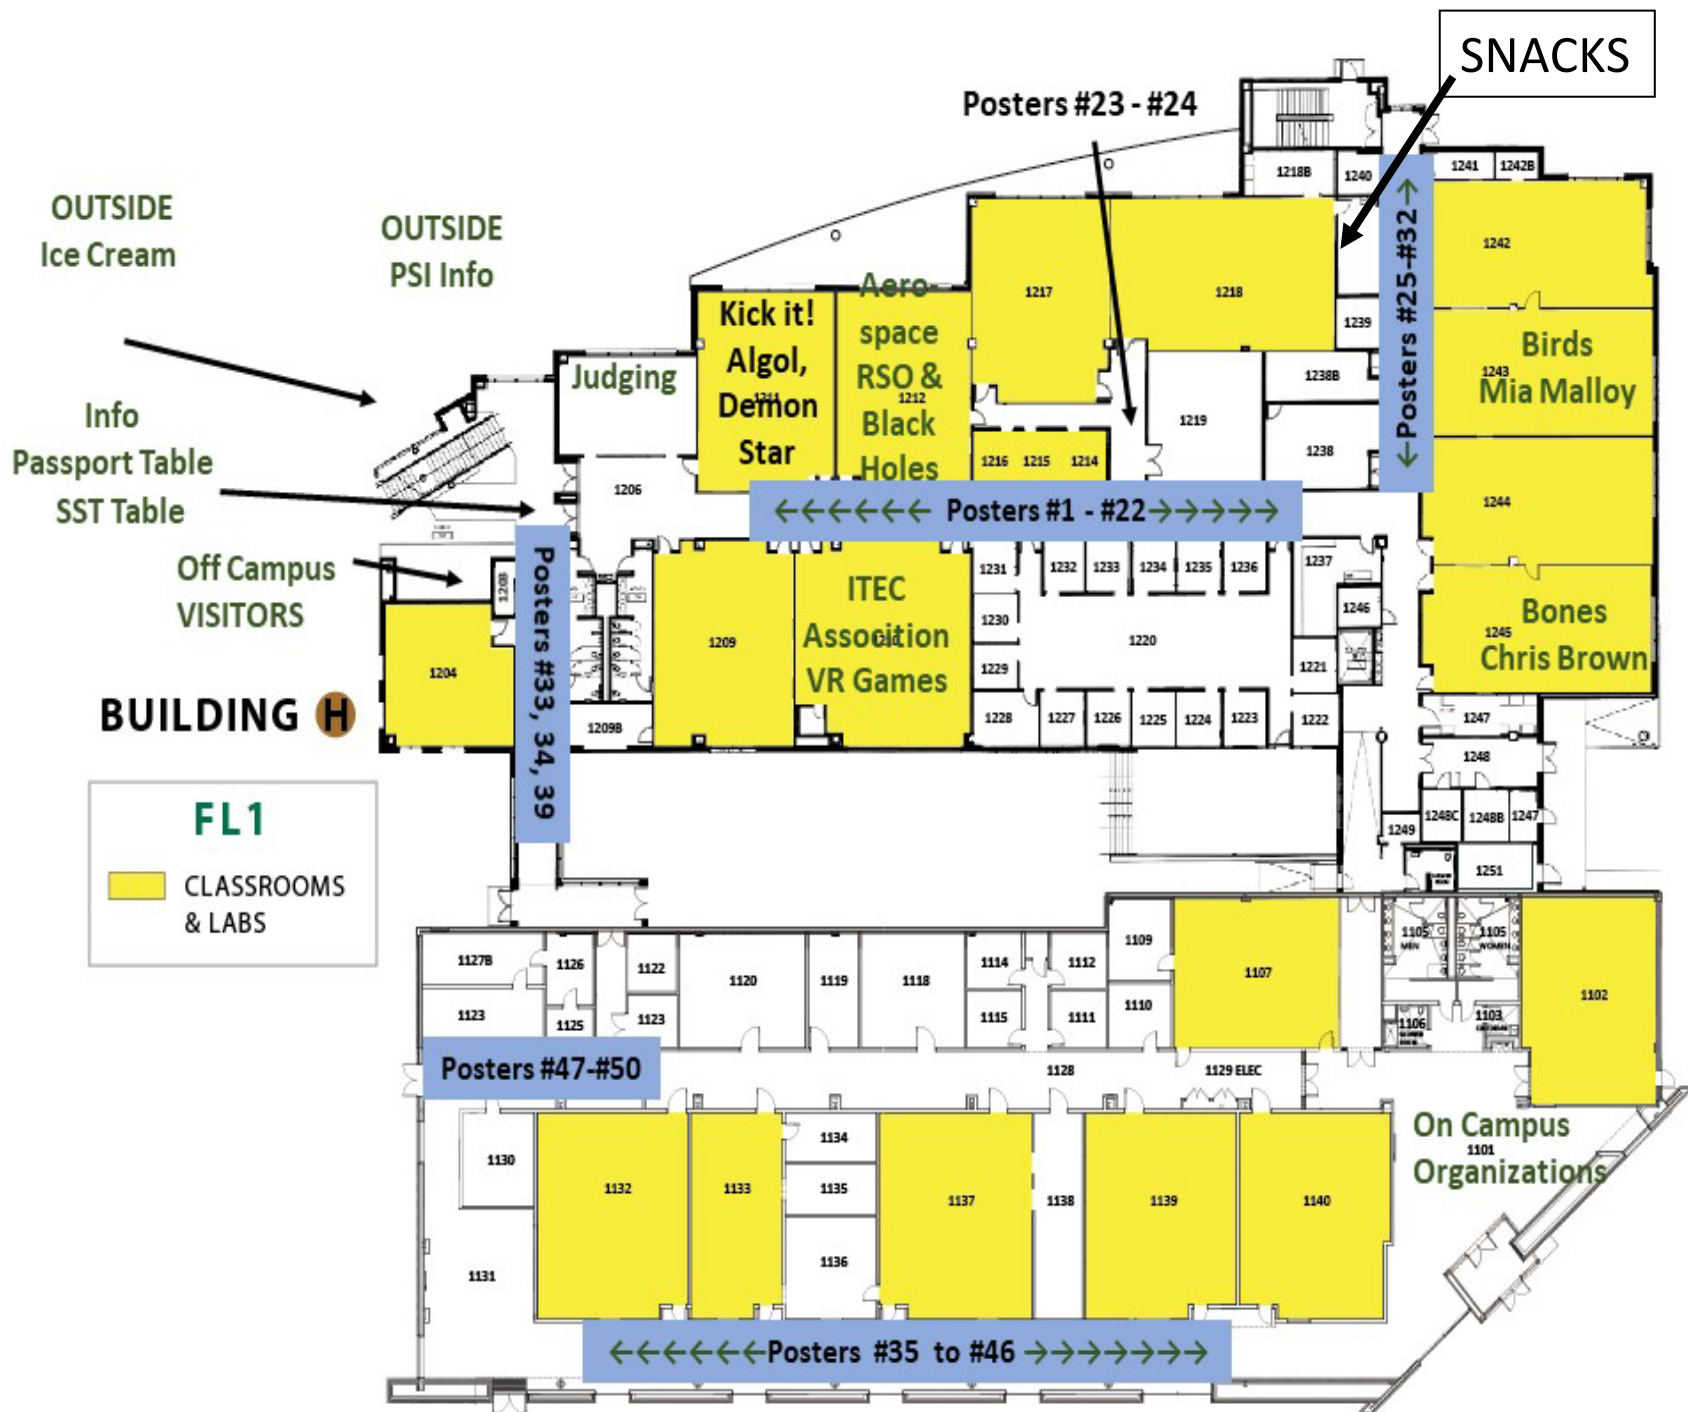 SNACKS
Posters #23 - #24
OUTSIDE
Ice Cream
OUTSIDE
PSI Info
Info
Passport Table
SST Table
Off Campus
VISITORS
BUILDING H
FL1
CLASSROOMS
& LABS
Judging
Kick it!
Algol,
Demon
Star
Aero-
space
RSO &
Black
Holes
1212
1217
1218
1218B
1240
1241
1242B
←Posters #25-#32→
1242
1239
1238B
1238
1219
1243
Birds
Mia Malloy
1244
1216
1215
1214
1206
←←←←←← Posters #1 - #22→→→→→→
Posters #33, 34, 39
1204
1209
1209B
ITEC
Assocition
VR Games
1231
1232
1233
1234
1235
1236
1237
1230
1229
1220
1246
1221
1228
1227
1226
1225
1224
1223
1222
1245
Bones
Chris Brown
1247
1248
1248C
1248B
1247
1249
1251
1127B
1126
1122
1120
1119
1118
1114
1112
1109
1107
1105
MEN
1105
WOMEN
1102
1123
1125
1123
1115
1111
1110
1106
1103
Posters #47-#50
1128
1129 ELEC
On Campus
1101
Organizations
1130
1132
1133
1134
1135
1136
1137
1138
1139
1140
1131
←←←←←←Posters #35 to #46 →→→→→→→